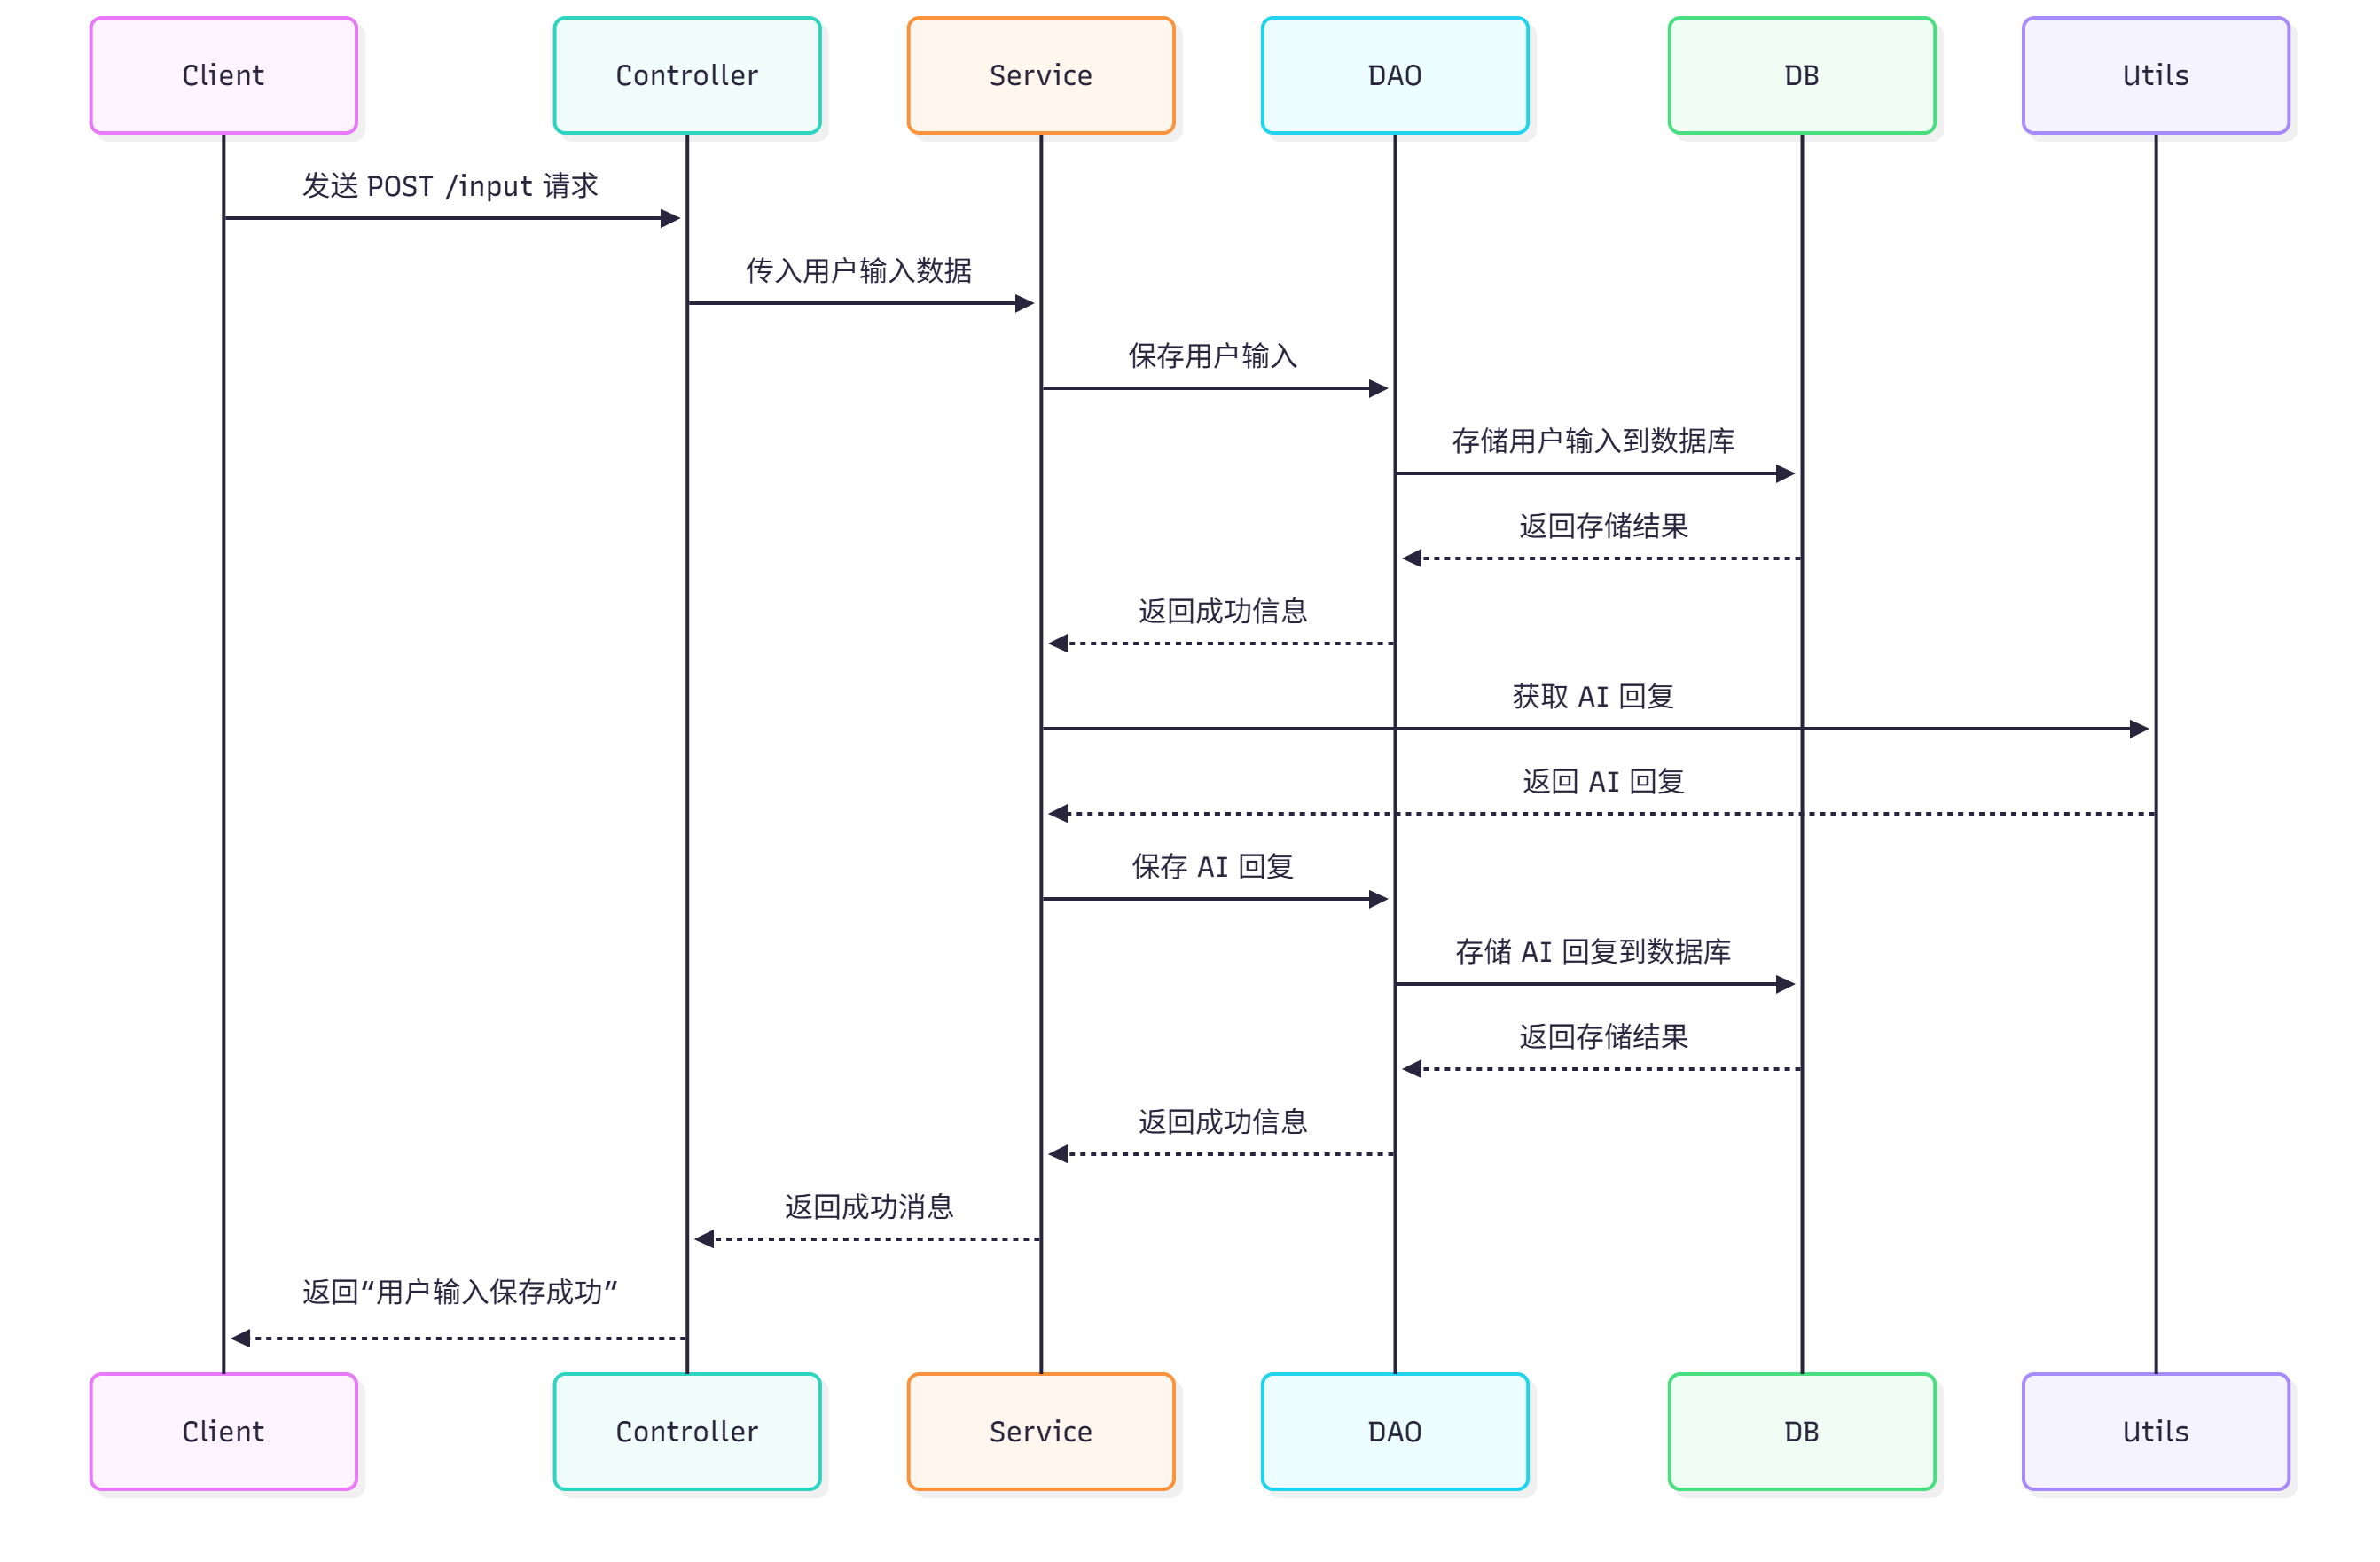 Client
Controller
Service
DAO
DB
Utils
发送 POST /input 请求
传入用户输入数据
保存用户输入
存储用户输入到数据库
返回存储结果
返回成功信息
获取 AI 回复
返回 AI 回复
保存 AI 回复
存储 AI 回复到数据库
返回存储结果
返回成功信息
返回成功消息
返回“用户输入保存成功”
Client
Controller
Service
DAO
DB
Utils